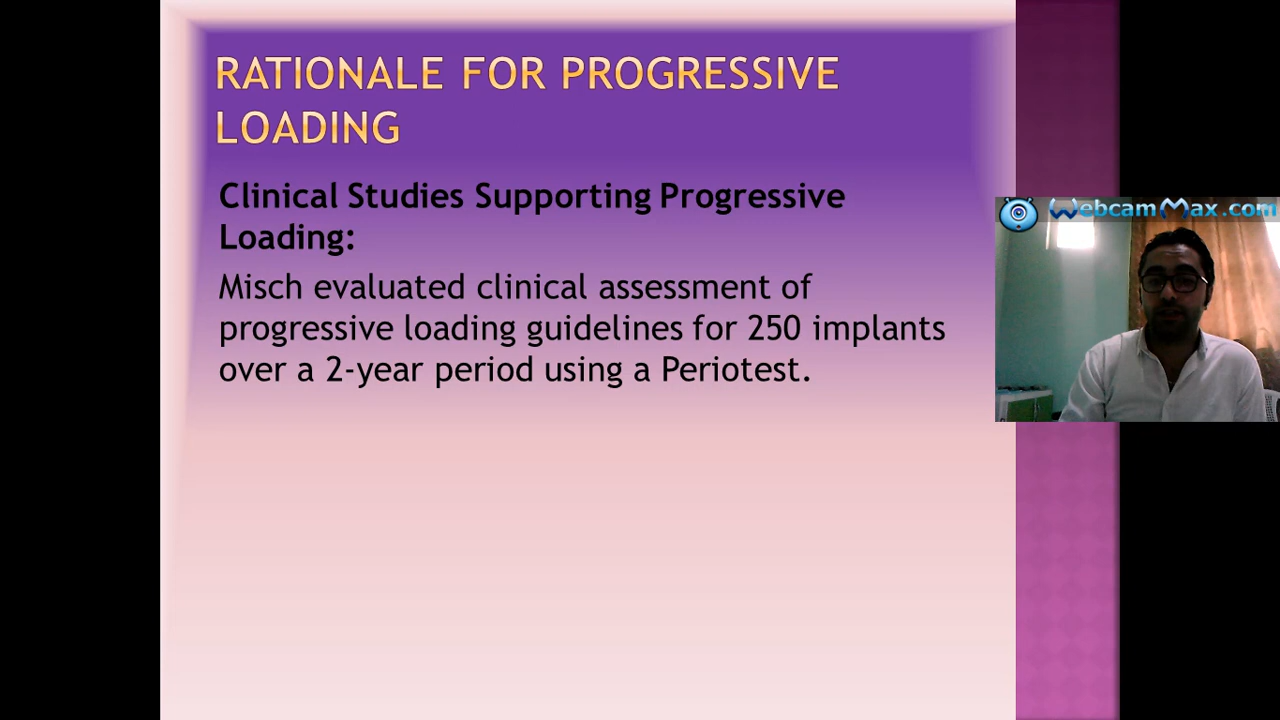 RATIONALE FOR PROGRESSIVE
LOADING
Clinical Studies Supporting Progressive
Loading:
Misch evaluated clinical assessment of
progressive loading guidelines for 250 implants
over a 2-year period using a Periotest.
WebcamMax.com